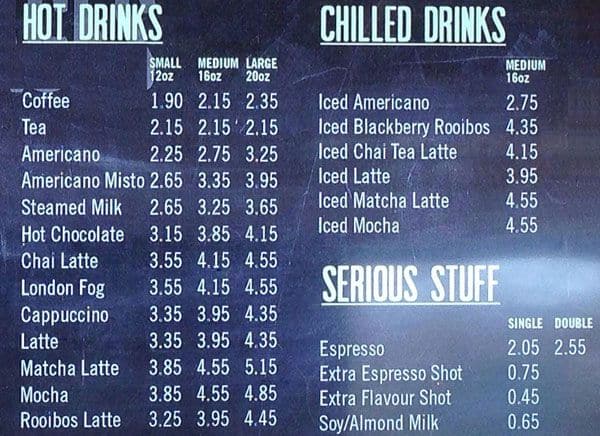 HOT DRINKS
SMALL 12oz MEDIUM 16oz LARGE 20oz
Coffee 1.90 2.15 2.35
Tea 2.15 2.15 2.15
Americano 2.25 2.75 3.25
Americano Misto 2.65 3.35 3.95
Steamed Milk 2.65 3.25 3.65
Hot Chocolate 3.15 3.85 4.15
Chai Latte 3.55 4.15 4.55
London Fog 3.55 4.15 4.55
Cappuccino 3.35 3.95 4.35
Latte 3.35 3.95 4.35
Matcha Latte 3.85 4.55 5.15
Mocha 3.85 4.55 4.85
Rooibos Latte 3.25 3.95 4.45
CHILLED DRINKS
MEDIUM 16oz
Iced Americano 2.75
Iced Blackberry Rooibos 4.35
Iced Chai Tea Latte 4.15
Iced Latte 3.95
Iced Matcha Latte 4.55
Iced Mocha 4.55
SERIOUS STUFF
SINGLE DOUBLE
Espresso 2.05 2.55
Extra Espresso Shot 0.75
Extra Flavour Shot 0.45
Soy/Almond Milk 0.65